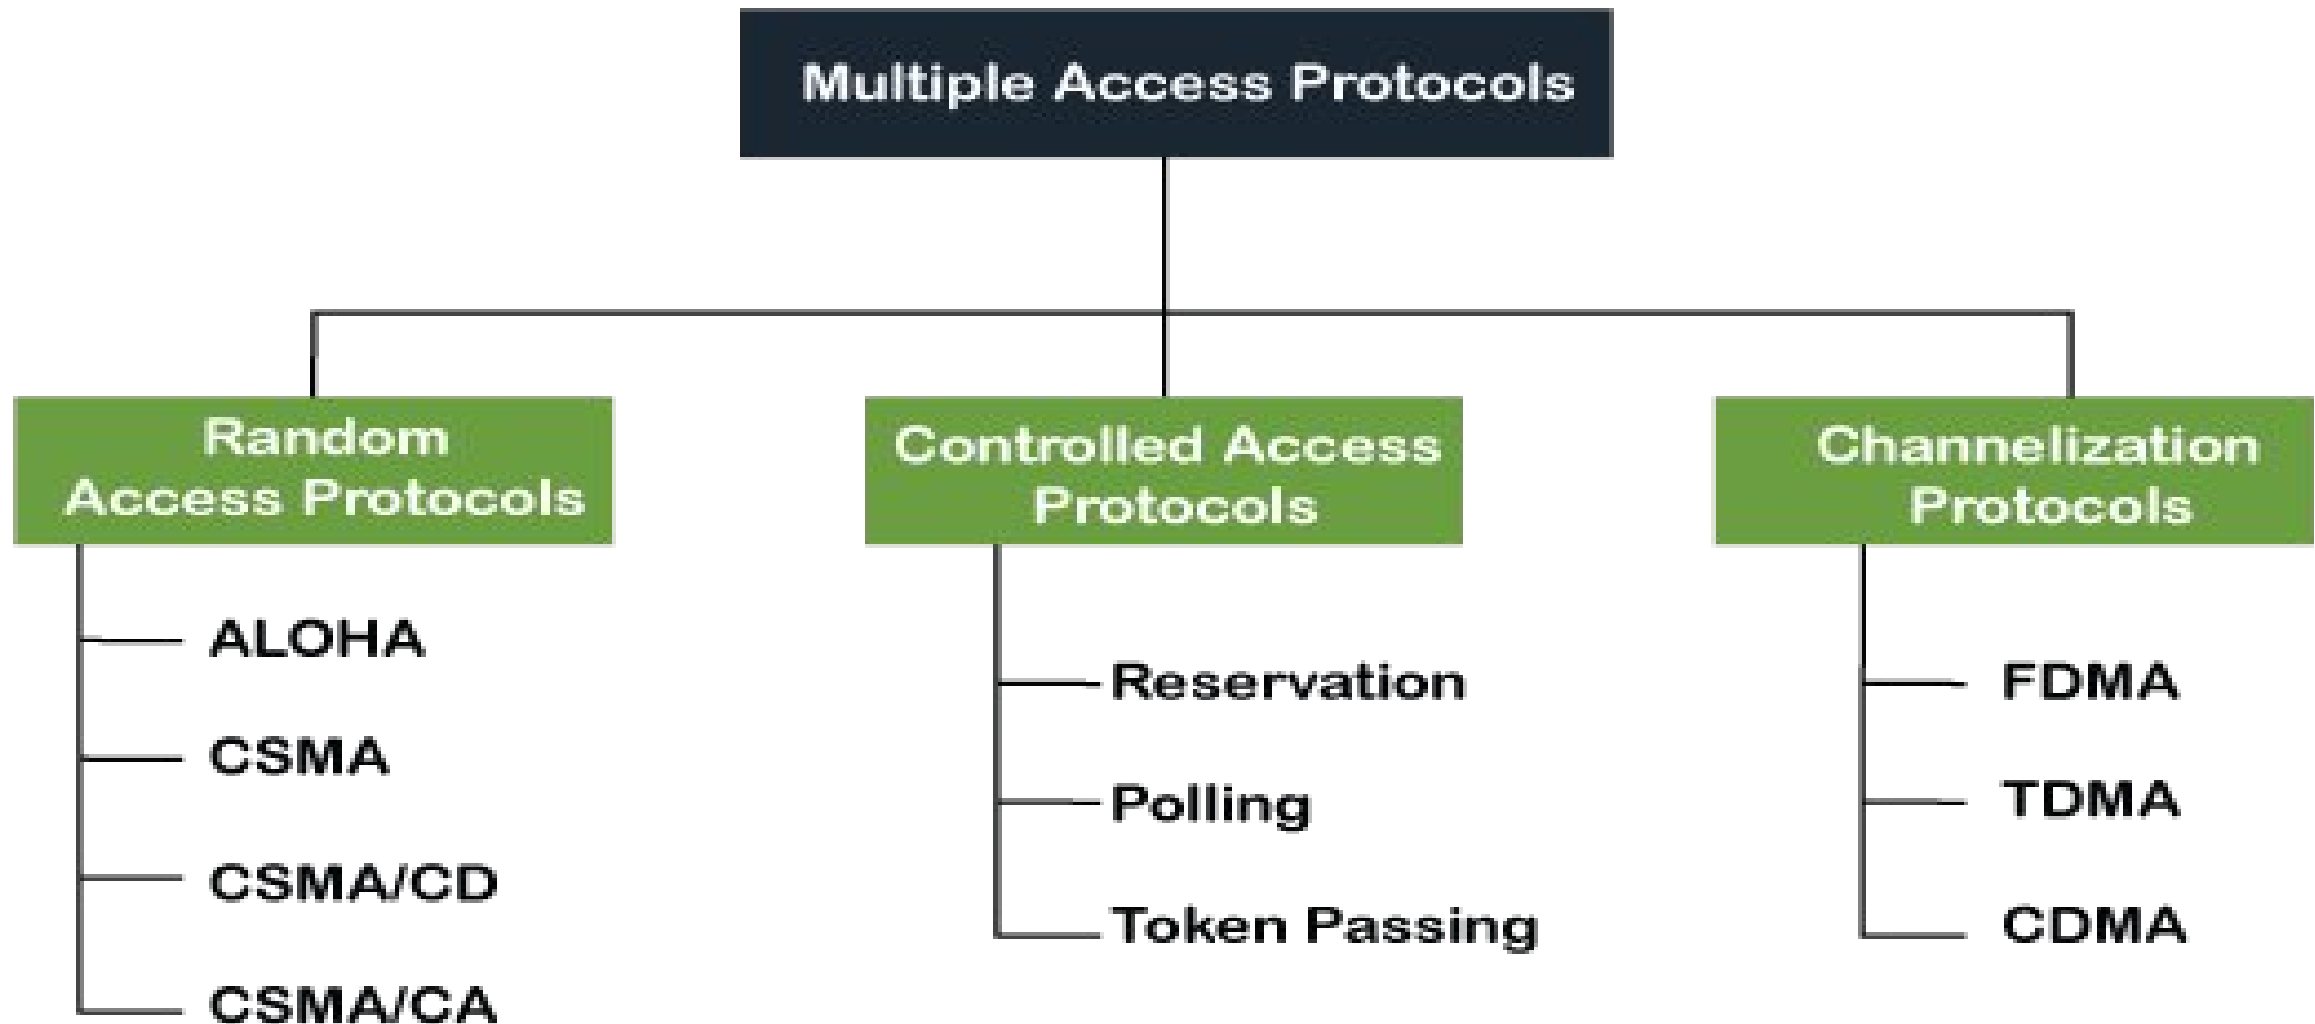 Multiple Access Protocols
Random
Access Protocols
Controlled Access
Protocols
Channelization
Protocols
ALOHA
CSMA
CSMA/CD
CSMA/CA
Reservation
Polling
Token Passing
FDMA
TDMA
CDMA